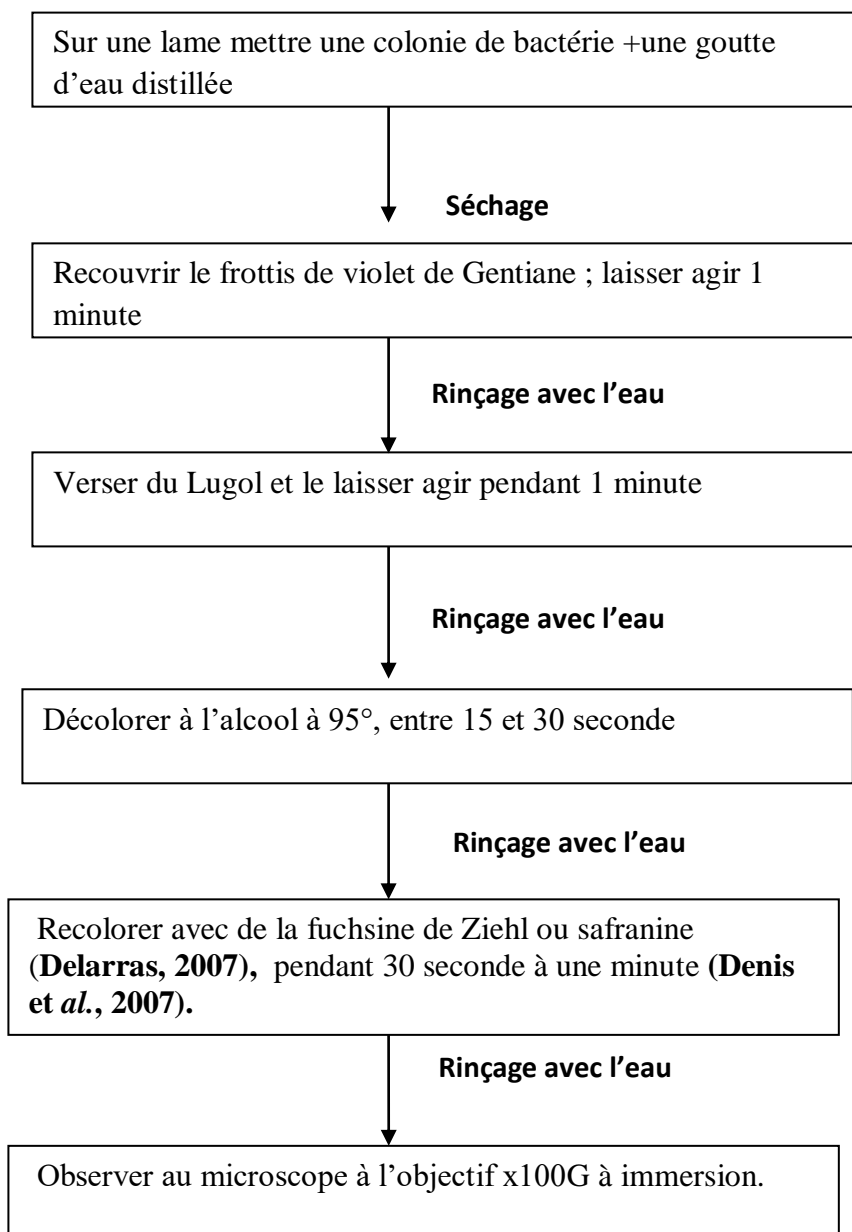 Sur une lame mettre une colonie de bactérie +une goutte
d’eau distillée
Séchage
Recouvrir le frottis de violet de Gentiane ; laisser agir 1
minute
Rinçage avec l’eau
Verser du Lugol et le laisser agir pendant 1 minute
Rinçage avec l’eau
Décolorer à l’alcool à 95°, entre 15 et 30 seconde
Rinçage avec l’eau
Recolorer avec de la fuchsine de Ziehl ou safranine
(Delarras, 2007), pendant 30 seconde à une minute (Denis
et al., 2007).
Rinçage avec l’eau
Observer au microscope à l’objectif x100G à immersion.